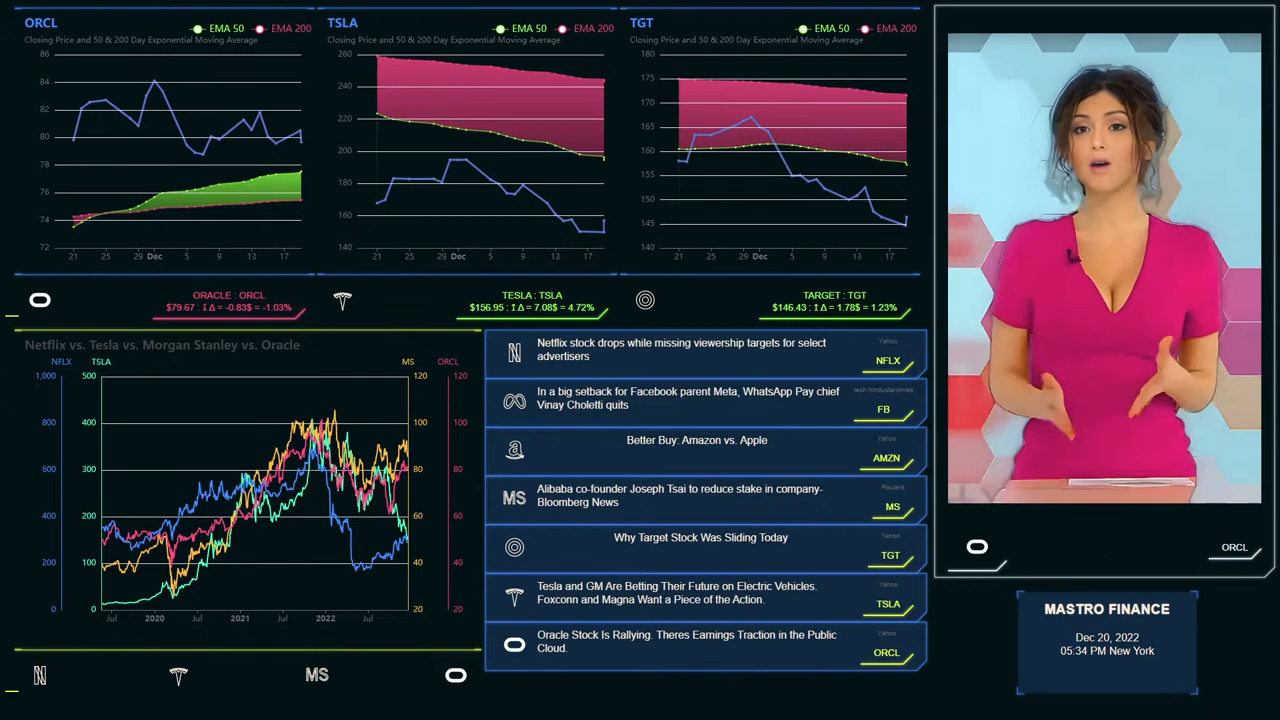 ORCL
EMA 50 EMA 200
Closing Price and 50 & 200 Day Exponential Moving Average
86
84
82
80
78
76
74
72
21 25 29 Dec 5 9 13 17
TSLA
EMA 50 EMA 200
Closing Price and 50 & 200 Day Exponential Moving Average
260
240
220
200
180
160
140
21 25 29 Dec 5 9 13 17
TGT
EMA 50 EMA 200
Closing Price and 50 & 200 Day Exponential Moving Average
180
175
170
165
160
155
150
145
140
21 25 29 Dec 5 9 13 17
ORACLE : ORCL
$79.67 : 1 Δ = -0.83$ = -1.03%
TESLA : TSLA
$156.95 : 1 Δ = 7.08$ = 4.72%
TARGET : TGT
$146.43 : 1 Δ = 1.78$ = 1.23%
Netflix vs. Tesla vs. Morgan Stanley vs. Oracle
NFLX TSLA MS ORCL
1,000 500 120 120
800 400 100 100
600 300 80 80
400 200 60 60
200 100 40 40
0 0 20 20
Jul 2020 Jul 2021 Jul 2022 Jul
N MS
Netflix stock drops while missing viewership targets for select
advertisers
Yahoo
NFLX
In a big setback for Facebook parent Meta, WhatsApp Pay chief
Vinay Choletti quits
tech.hindustantimes
FB
Better Buy: Amazon vs. Apple
Yahoo
AMZN
MS
Alibaba co-founder Joseph Tsai to reduce stake in company-
Bloomberg News
Reuters
MS
Why Target Stock Was Sliding Today
Yahoo
TGT
Tesla and GM Are Betting Their Future on Electric Vehicles.
Foxconn and Magna Want a Piece of the Action.
Yahoo
TSLA
Oracle Stock Is Rallying. Theres Earnings Traction in the Public
Cloud.
Yahoo
ORCL
ORCL
MASTRO FINANCE
Dec 20, 2022
05:34 PM New York